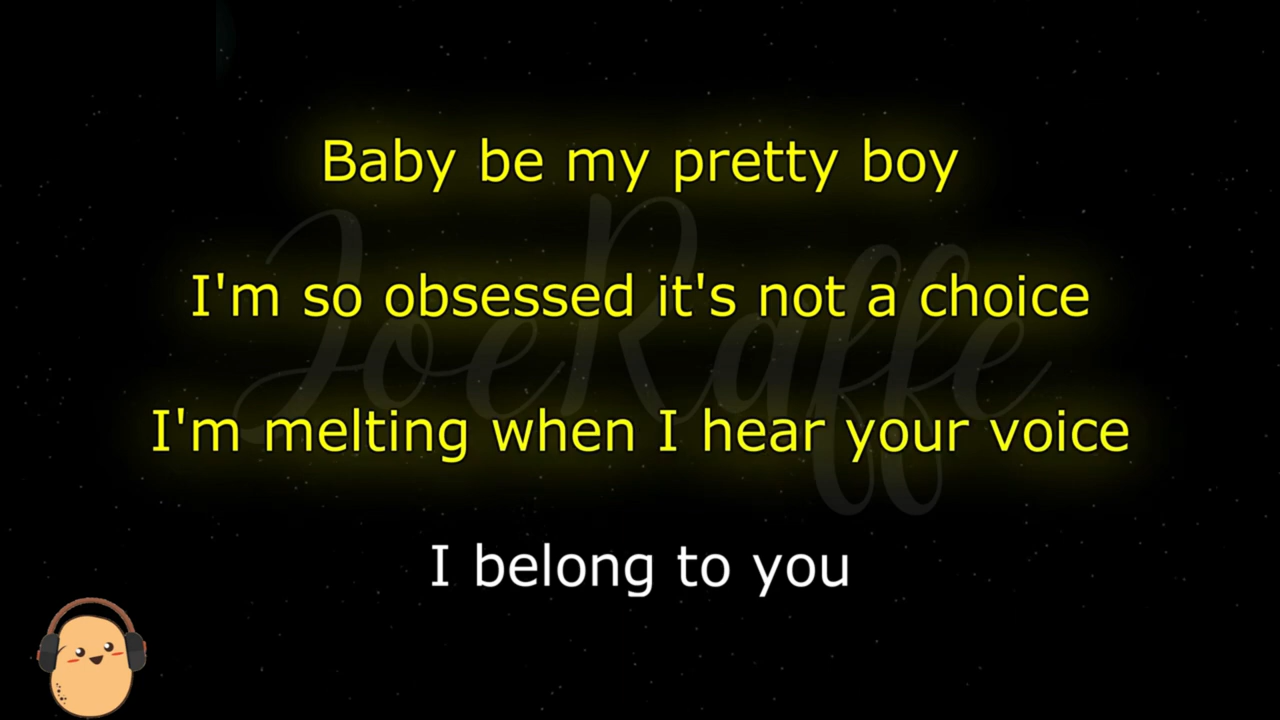 Baby be my pretty boy
I'm so obsessed it's not a choice
JoeRaffe
I'm melting when I hear your voice
I belong to you